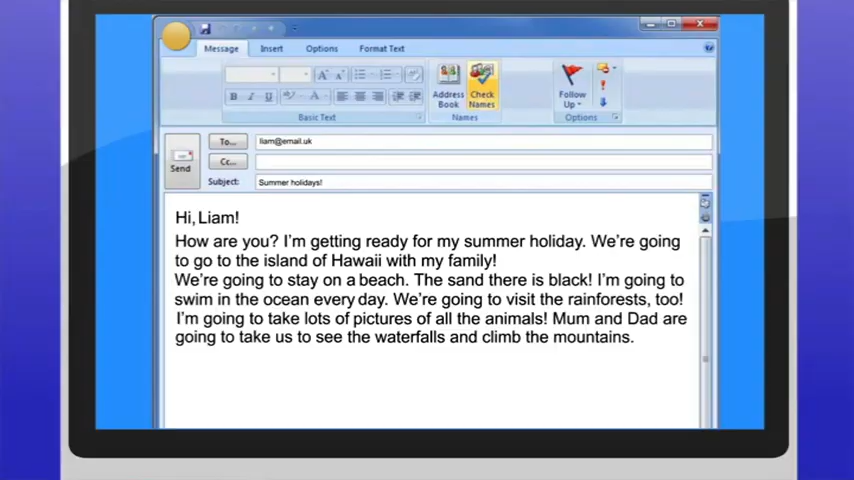 Message Insert Options Format Text
B I U
Address Book
Check Names
Follow Up
Basic Text Names Options
Send
To... liam@email.uk
Cc...
Subject: Summer holidays!
Hi, Liam!
How are you? I'm getting ready for my summer holiday. We're going
to go to the island of Hawaii with my family!
We're going to stay on a beach. The sand there is black! I'm going to
swim in the ocean every day. We're going to visit the rainforests, too!
I'm going to take lots of pictures of all the animals! Mum and Dad are
going to take us to see the waterfalls and climb the mountains.